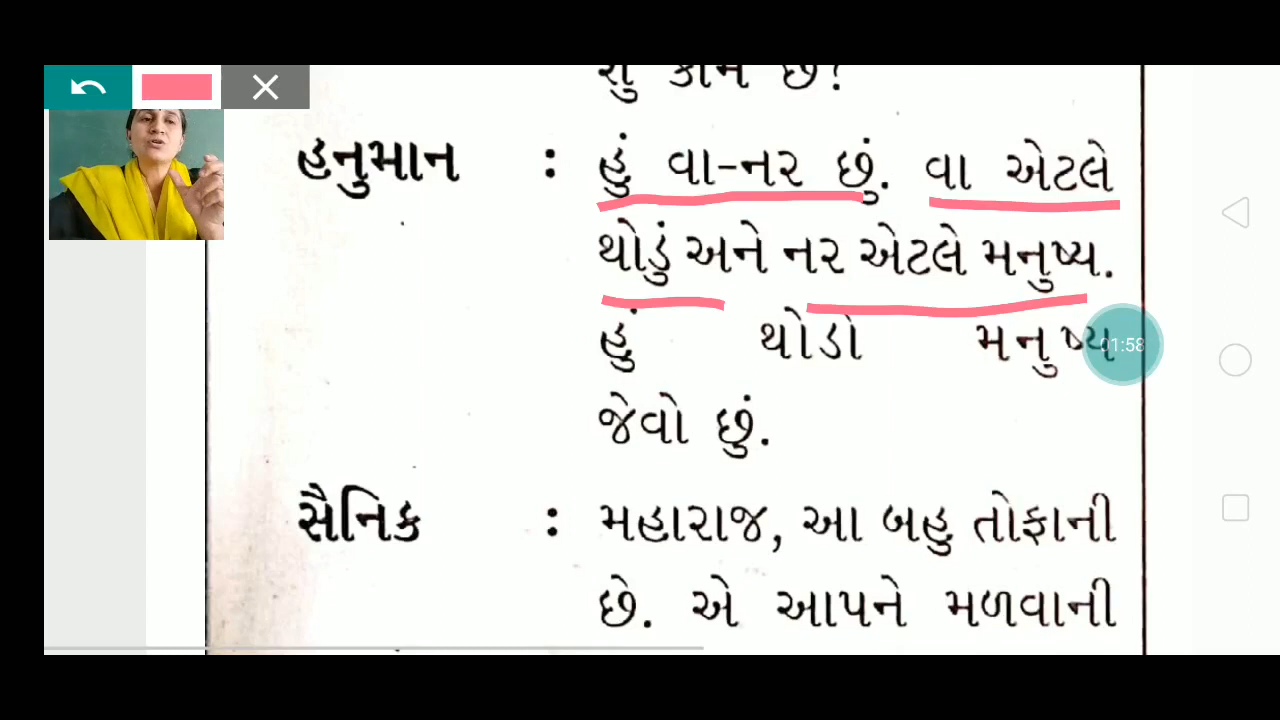 શું કામ છે?
હનુમાન : હું વા-નર છું. વા એટલે
થોડું અને નર એટલે મનુષ્ય.
હું થોડો મનુષ્ય
01:58
જેવો છું.
સૈનિક : મહારાજ, આ બહુ તોફાની
છે. એ આપને મળવાની